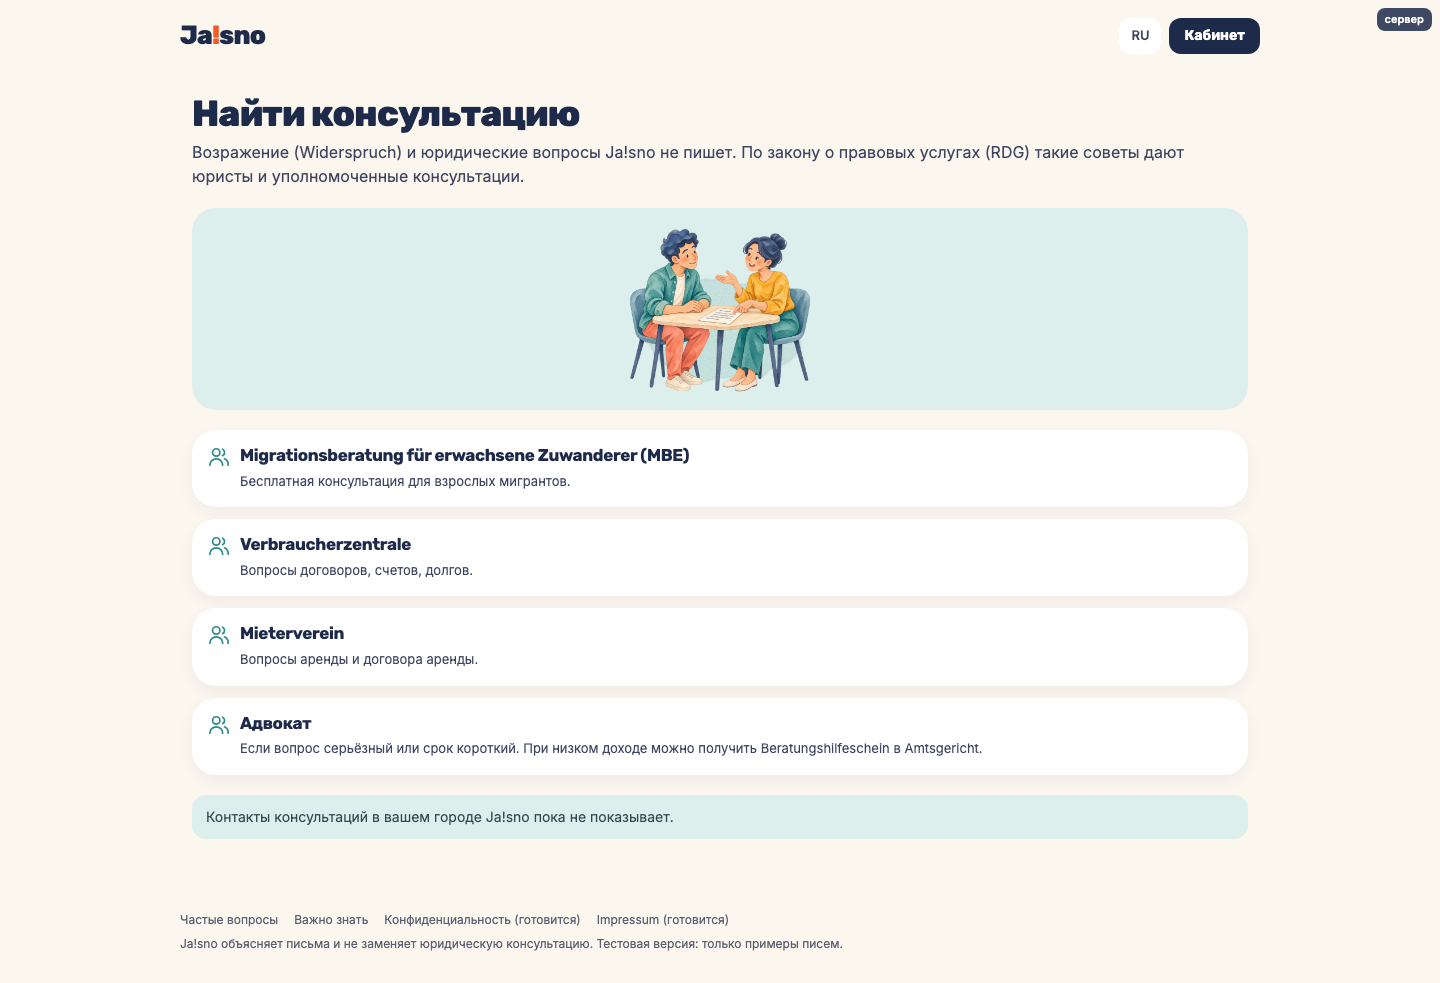 Ja!sno
RU
Кабинет
сервер
Найти консультацию
Возражение (Widerspruch) и юридические вопросы Ja!sno не пишет. По закону о правовых услугах (RDG) такие советы дают
юристы и уполномоченные консультации.
Migrationsberatung für erwachsene Zuwanderer (MBE)
Бесплатная консультация для взрослых мигрантов.
Verbraucherzentrale
Вопросы договоров, счетов, долгов.
Mieterverein
Вопросы аренды и договора аренды.
Адвокат
Если вопрос серьёзный или срок короткий. При низком доходе можно получить Beratungshilfeschein в Amtsgericht.
Контакты консультаций в вашем городе Ja!sno пока не показывает.
Частые вопросы
Важно знать
Конфиденциальность (готовится)
Impressum (готовится)
Ja!sno объясняет письма и не заменяет юридическую консультацию. Тестовая версия: только примеры писем.